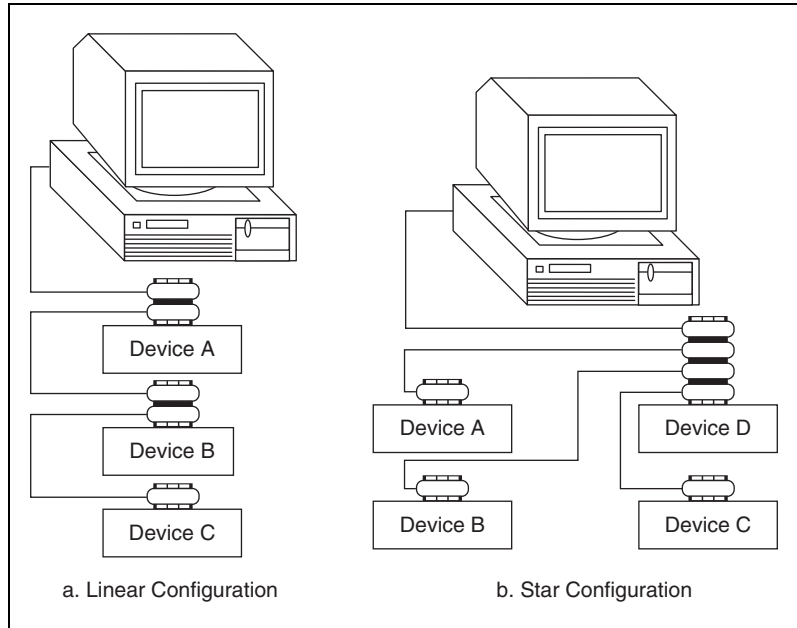 Device A
Device B
Device C
a. Linear Configuration
Device A
Device D
Device B
Device C
b. Star Configuration